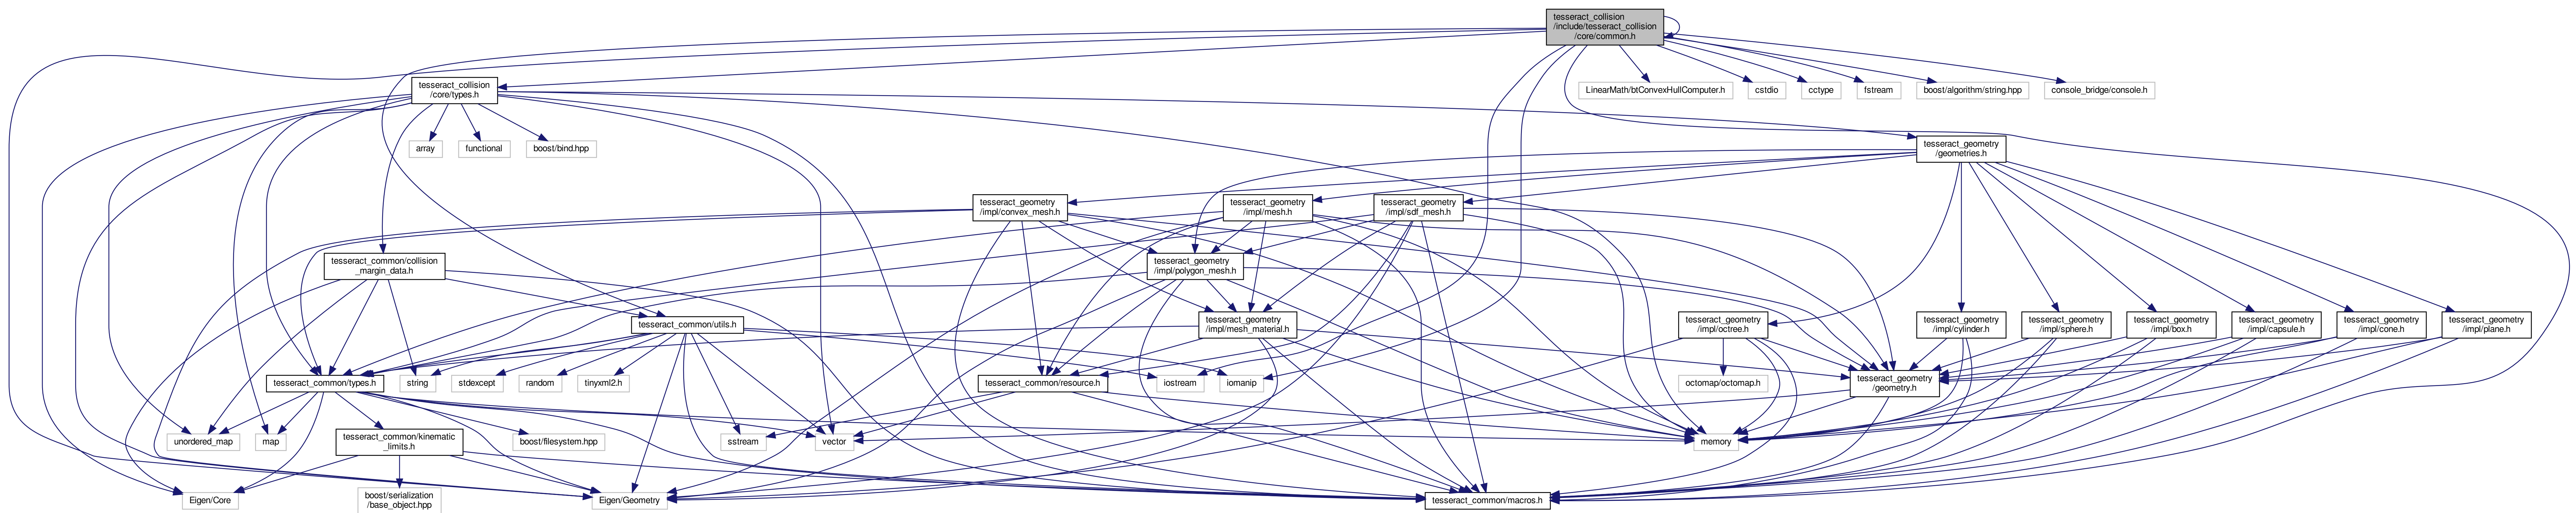 tesseract_collision
/include/tesseract_collision
/core/common.h
tesseract_collision
/core/types.h
LinearMath/btConvexHullComputer.h
cstdio
cctype
fstream
boost/algorithm/string.hpp
console_bridge/console.h
array
functional
boost/bind.hpp
tesseract_geometry
/geometries.h
tesseract_geometry
/impl/convex_mesh.h
tesseract_geometry
/impl/mesh.h
tesseract_geometry
/impl/sdf_mesh.h
tesseract_common/collision
_margin_data.h
tesseract_geometry
/impl/polygon_mesh.h
tesseract_common/utils.h
tesseract_geometry
/impl/mesh_material.h
tesseract_geometry
/impl/octree.h
tesseract_geometry
/impl/cylinder.h
tesseract_geometry
/impl/sphere.h
tesseract_geometry
/impl/box.h
tesseract_geometry
/impl/capsule.h
tesseract_geometry
/impl/cone.h
tesseract_geometry
/impl/plane.h
tesseract_common/types.h
string
stdexcept
random
tinyxml2.h
tesseract_common/resource.h
iostream
iomanip
octomap/octomap.h
tesseract_geometry
/geometry.h
unordered_map
map
tesseract_common/kinematic
_limits.h
boost/filesystem.hpp
sstream
vector
memory
Eigen/Core
boost/serialization
/base_object.hpp
Eigen/Geometry
tesseract_common/macros.h